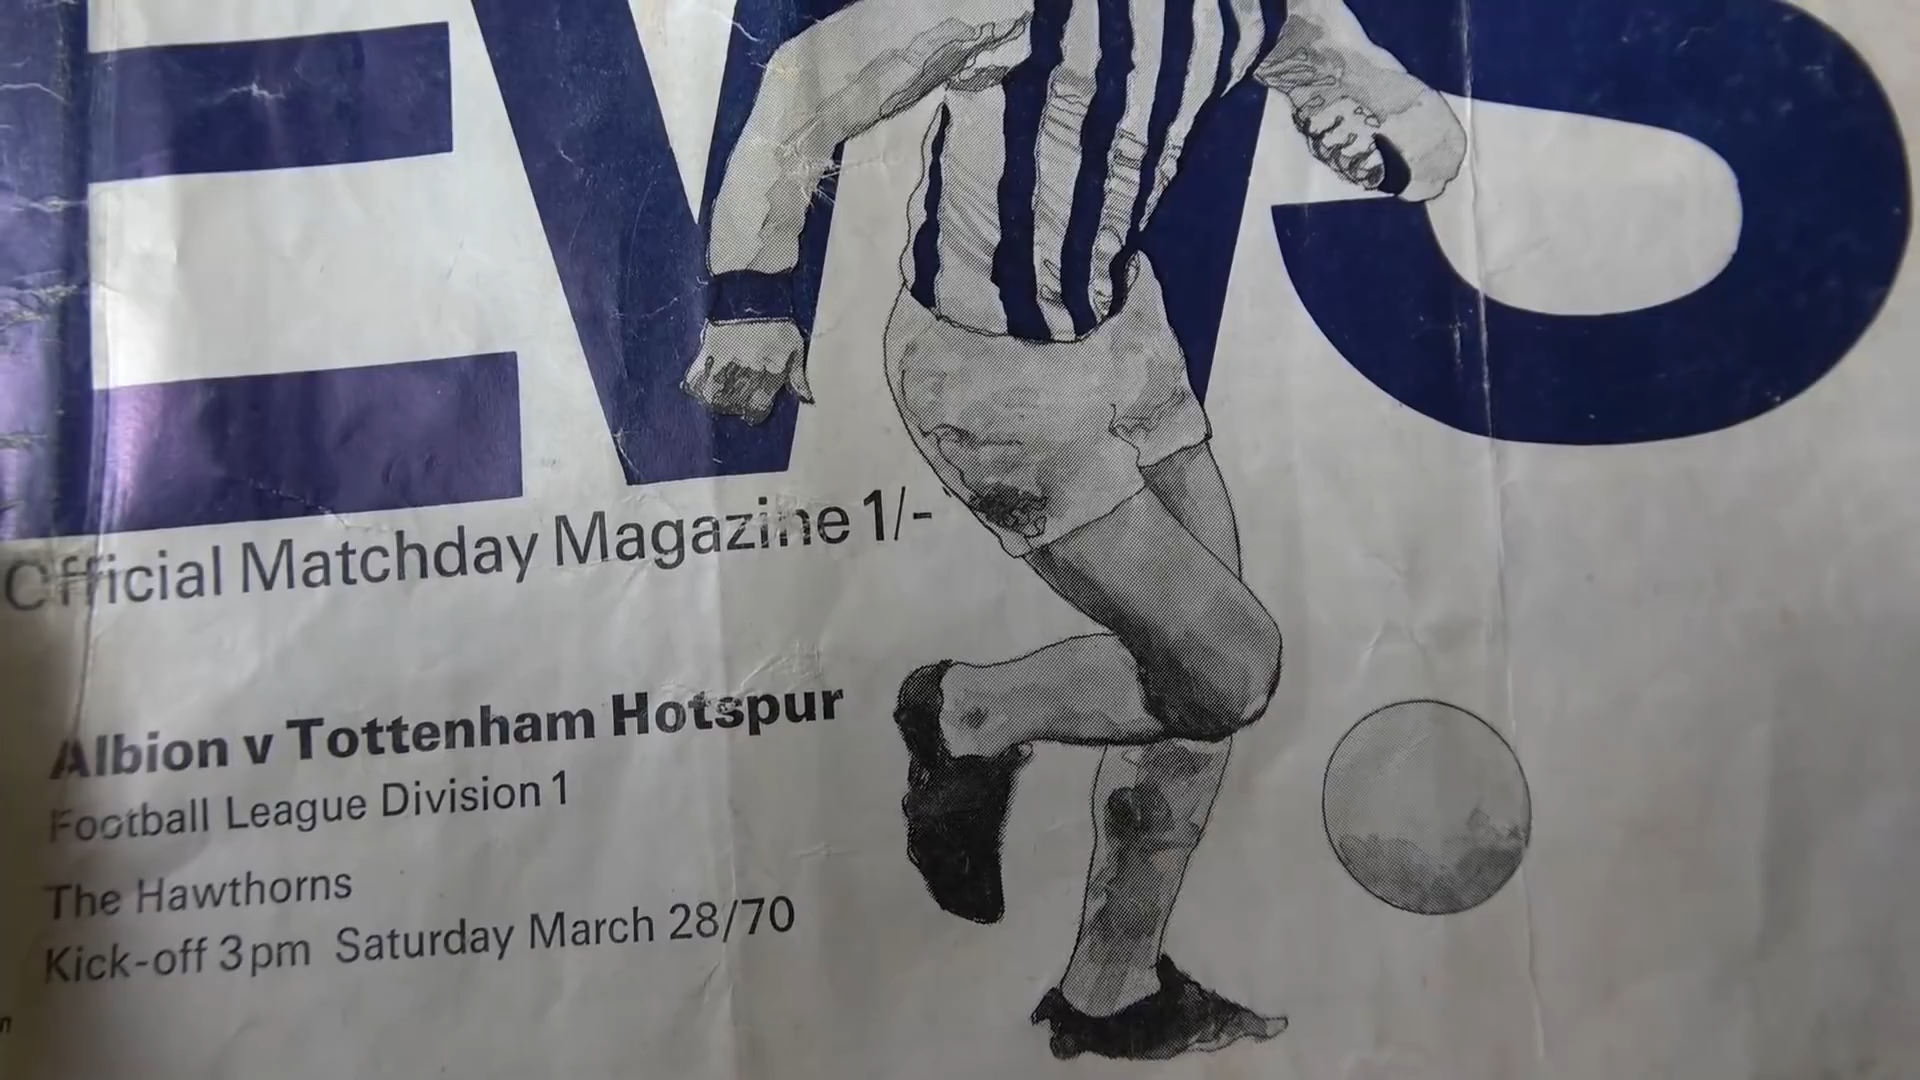 EWS
Official Matchday Magazine 1/-
Albion v Tottenham Hotspur
Football League Division 1
The Hawthorns
Kick-off 3pm Saturday March 28/70